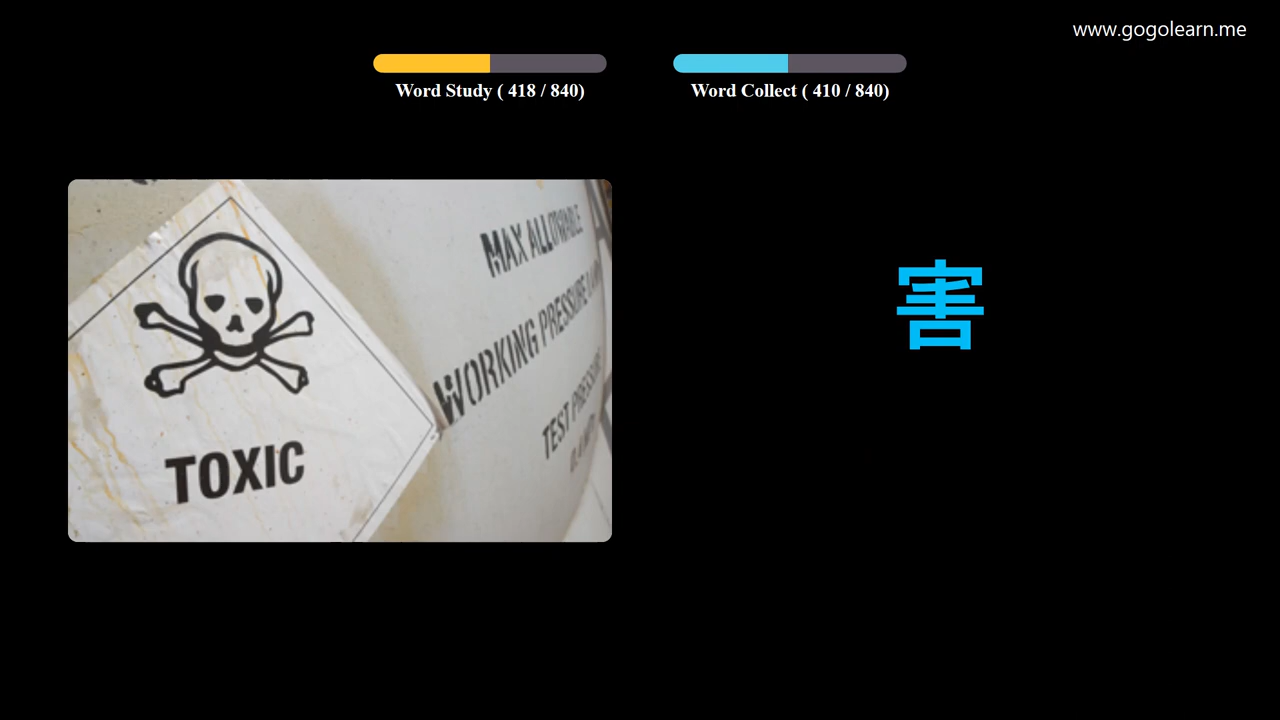 www.gogolearn.me
Word Study ( 418 / 840)
Word Collect ( 410 / 840)
MAX ALLOWABLE
WORKING PRESSURE
TEST PRESSURE
TOXIC
害